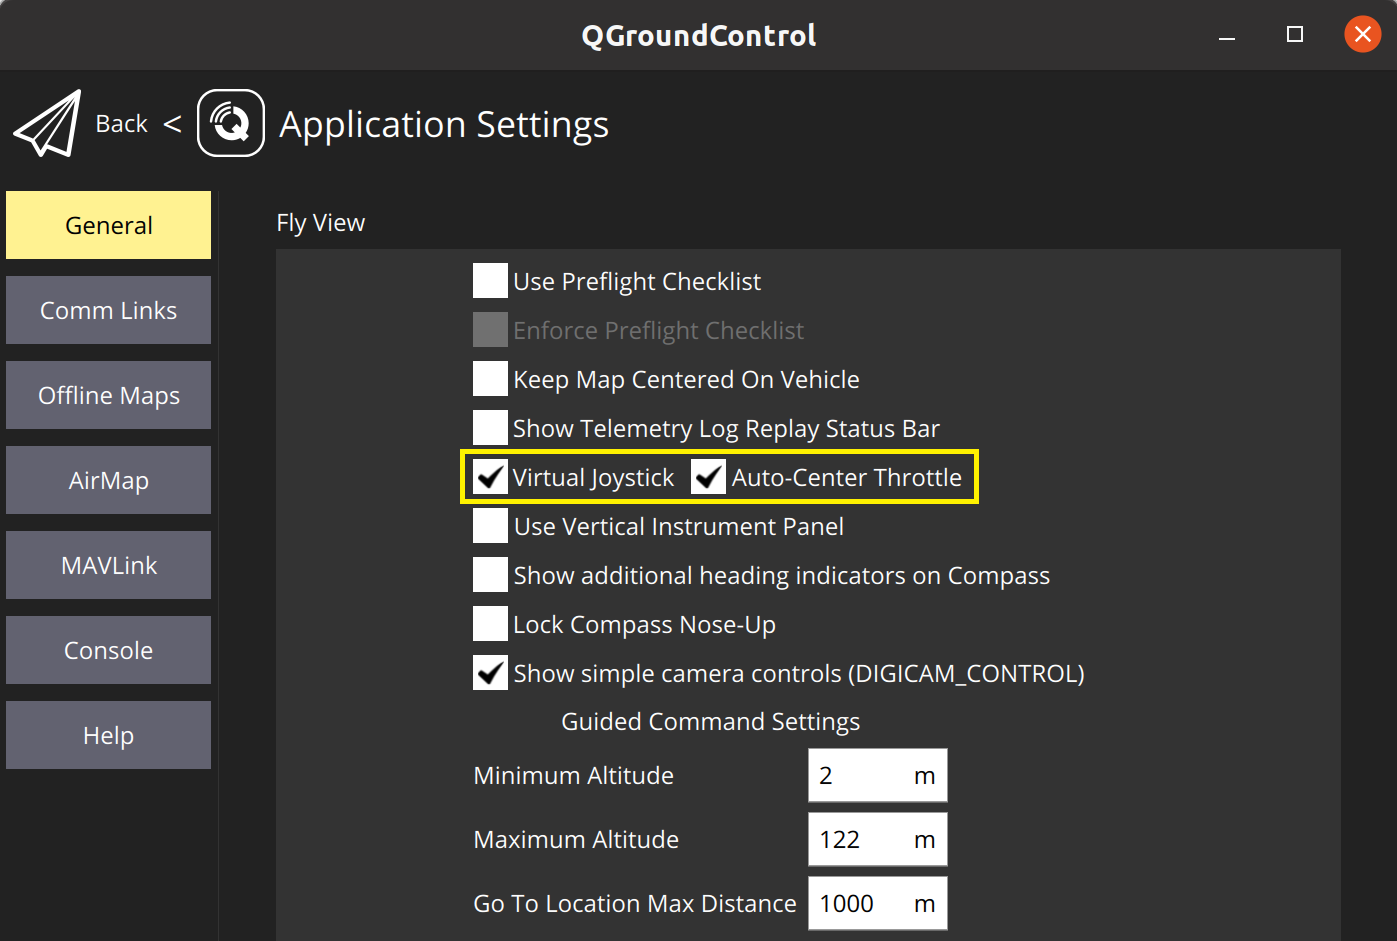 QGroundControl
Back < Application Settings
General
Comm Links
Offline Maps
AirMap
MAVLink
Console
Help
Fly View
Use Preflight Checklist
Enforce Preflight Checklist
Keep Map Centered On Vehicle
Show Telemetry Log Replay Status Bar
Virtual Joystick Auto-Center Throttle
Use Vertical Instrument Panel
Show additional heading indicators on Compass
Lock Compass Nose-Up
Show simple camera controls (DIGICAM_CONTROL)
Guided Command Settings
Minimum Altitude 2 m
Maximum Altitude 122 m
Go To Location Max Distance 1000 m